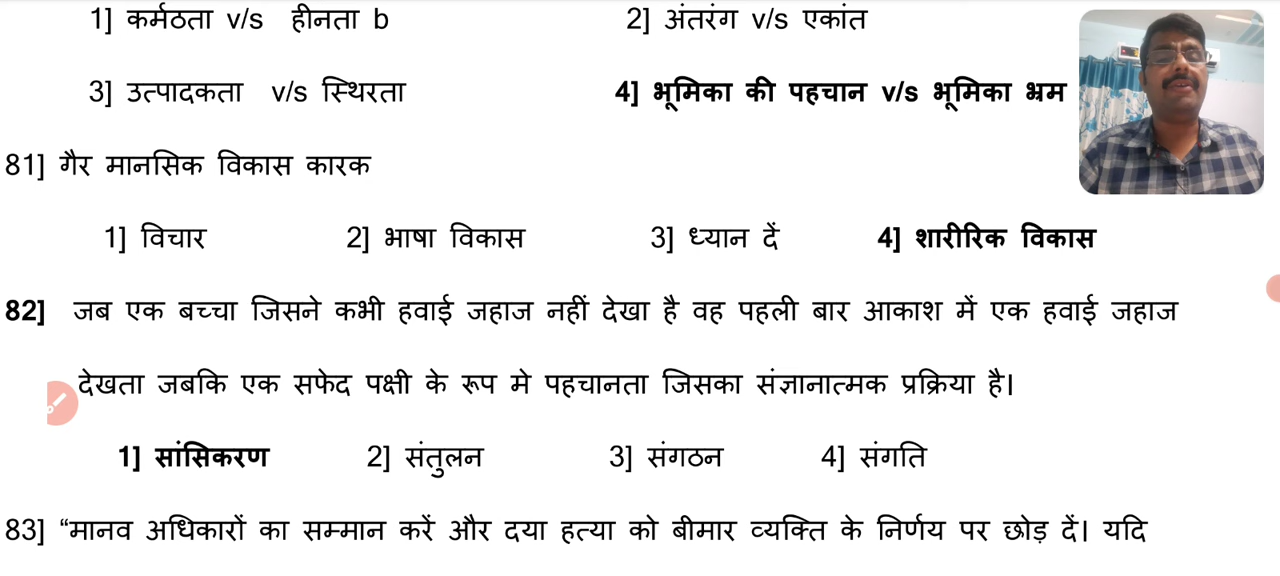 1] कर्मठता v/s हीनता b 2] अंतरंग v/s एकांत
3] उत्पादकता v/s स्थिरता 4] भूमिका की पहचान v/s भूमिका भ्रम
81] गैर मानसिक विकास कारक
1] विचार 2] भाषा विकास 3] ध्यान दें 4] शारीरिक विकास
82] जब एक बच्चा जिसने कभी हवाई जहाज नहीं देखा है वह पहली बार आकाश में एक हवाई जहाज
देखता जबकि एक सफेद पक्षी के रूप मे पहचानता जिसका संज्ञानात्मक प्रक्रिया है।
1] सांसिकरण 2] संतुलन 3] संगठन 4] संगति
83] “मानव अधिकारों का सम्मान करें और दया हत्या को बीमार व्यक्ति के निर्णय पर छोड़ दें। यदि